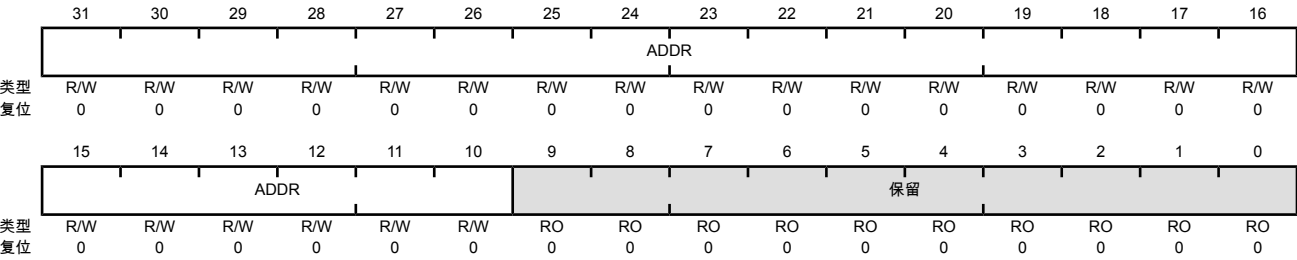 31 30 29 28 27 26 25 24 23 22 21 20 19 18 17 16
ADDR
类型 R/W R/W R/W R/W R/W R/W R/W R/W R/W R/W R/W R/W R/W R/W R/W R/W
复位 0 0 0 0 0 0 0 0 0 0 0 0 0 0 0 0
15 14 13 12 11 10 9 8 7 6 5 4 3 2 1 0
ADDR 保留
类型 R/W R/W R/W R/W R/W R/W RO RO RO RO RO RO RO RO RO RO
复位 0 0 0 0 0 0 0 0 0 0 0 0 0 0 0 0